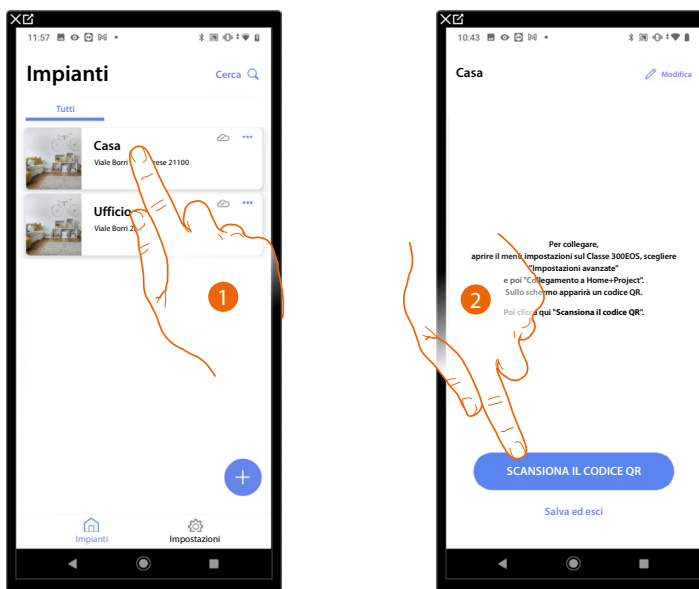 11:57
Impianti
Cerca
Tutti
Casa
Viale Borri rese 21100
Ufficio
Viale Borri 2
1
Impianti
Impostazioni
10:43
Casa
Modifica
Per collegare,
aprire il menù impostazioni sul Classe 300EOS, scegliere
"Impostazioni avanzate"
e poi "Collegamento a Home+Project".
Sullo schermo apparirà un codice QR.
2
Poi clicca qui "Scansiona il codice QR".
SCANSIONA IL CODICE QR
Salva ed esci